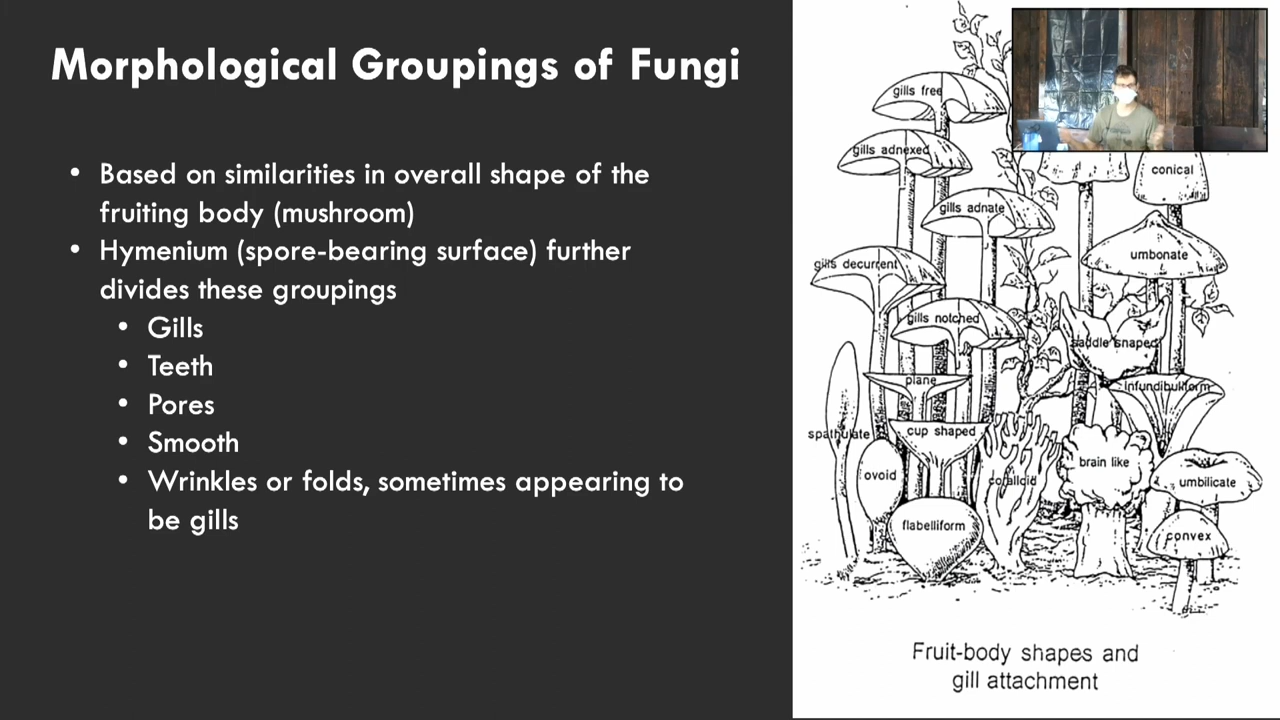 Morphological Groupings of Fungi
• Based on similarities in overall shape of the
fruiting body (mushroom)
• Hymenium (spore-bearing surface) further
divides these groupings
• Gills
• Teeth
• Pores
• Smooth
• Wrinkles or folds, sometimes appearing to
be gills
gills free
gills adnexed
conical
gills adnate
umbonate
gills decurrent
gills notched
saddle shaped
plane
infundibuliform
spathulate
cup shaped
brain like
ovoid
coralloid
umbilicate
flabelliform
convex
Fruit-body shapes and
gill attachment